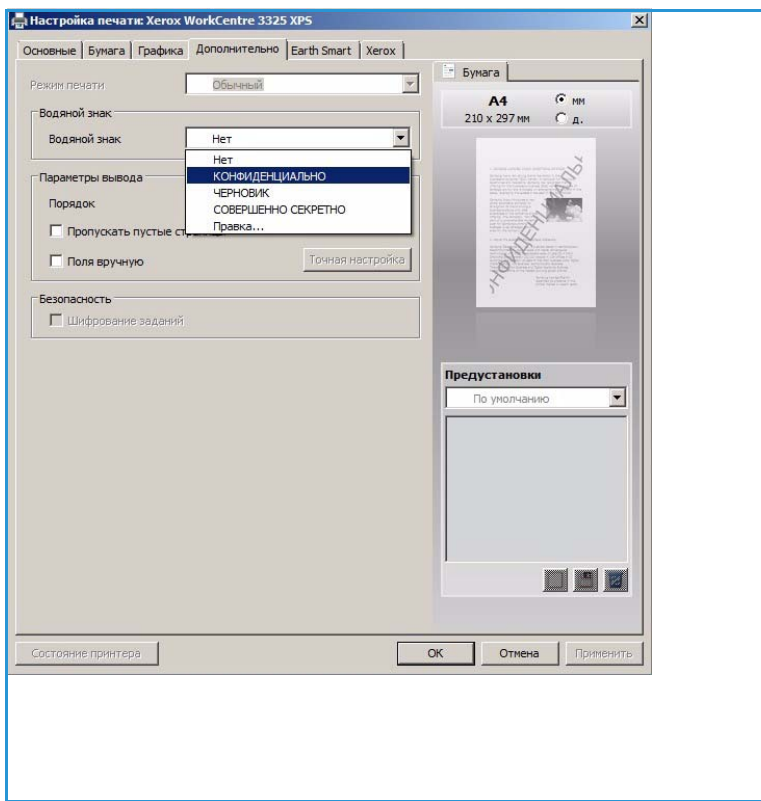 Настройка печати: Xerox WorkCentre 3325 XPS
Основные Бумага Графика Дополнительно Earth Smart Xerox
Режим печати Обычный
Водяной знак
Водяной знак Нет
Нет
КОНФИДЕНЦИАЛЬНО
ЧЕРНОВИК
СОВЕРШЕННО СЕКРЕТНО
Правка...
Параметры вывода
Порядок
Пропускать пустые
Поля вручную Точная настройка
Безопасность
Шифрование заданий
Бумага
A4 мм
210 x 297 мм д.
Предустановки
По умолчанию
Состояние принтера OK Отмена Применить